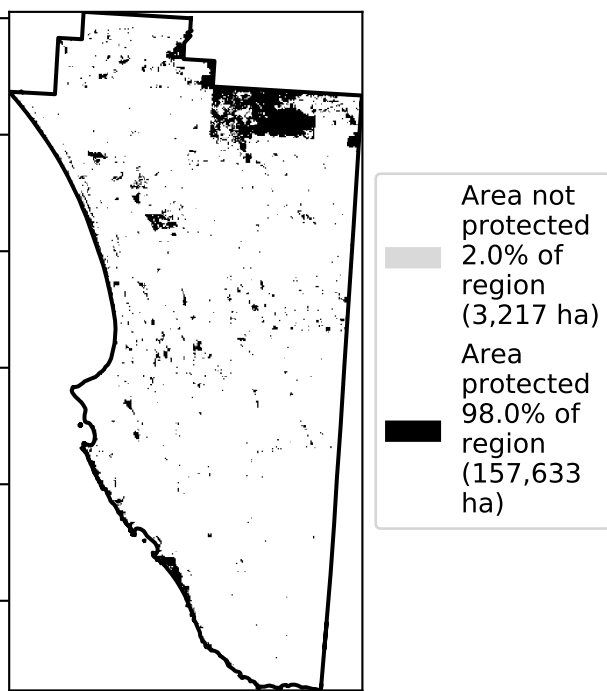 Area not
protected
2.0% of
region
(3,217 ha)
Area
protected
98.0% of
region
(157,633
ha)